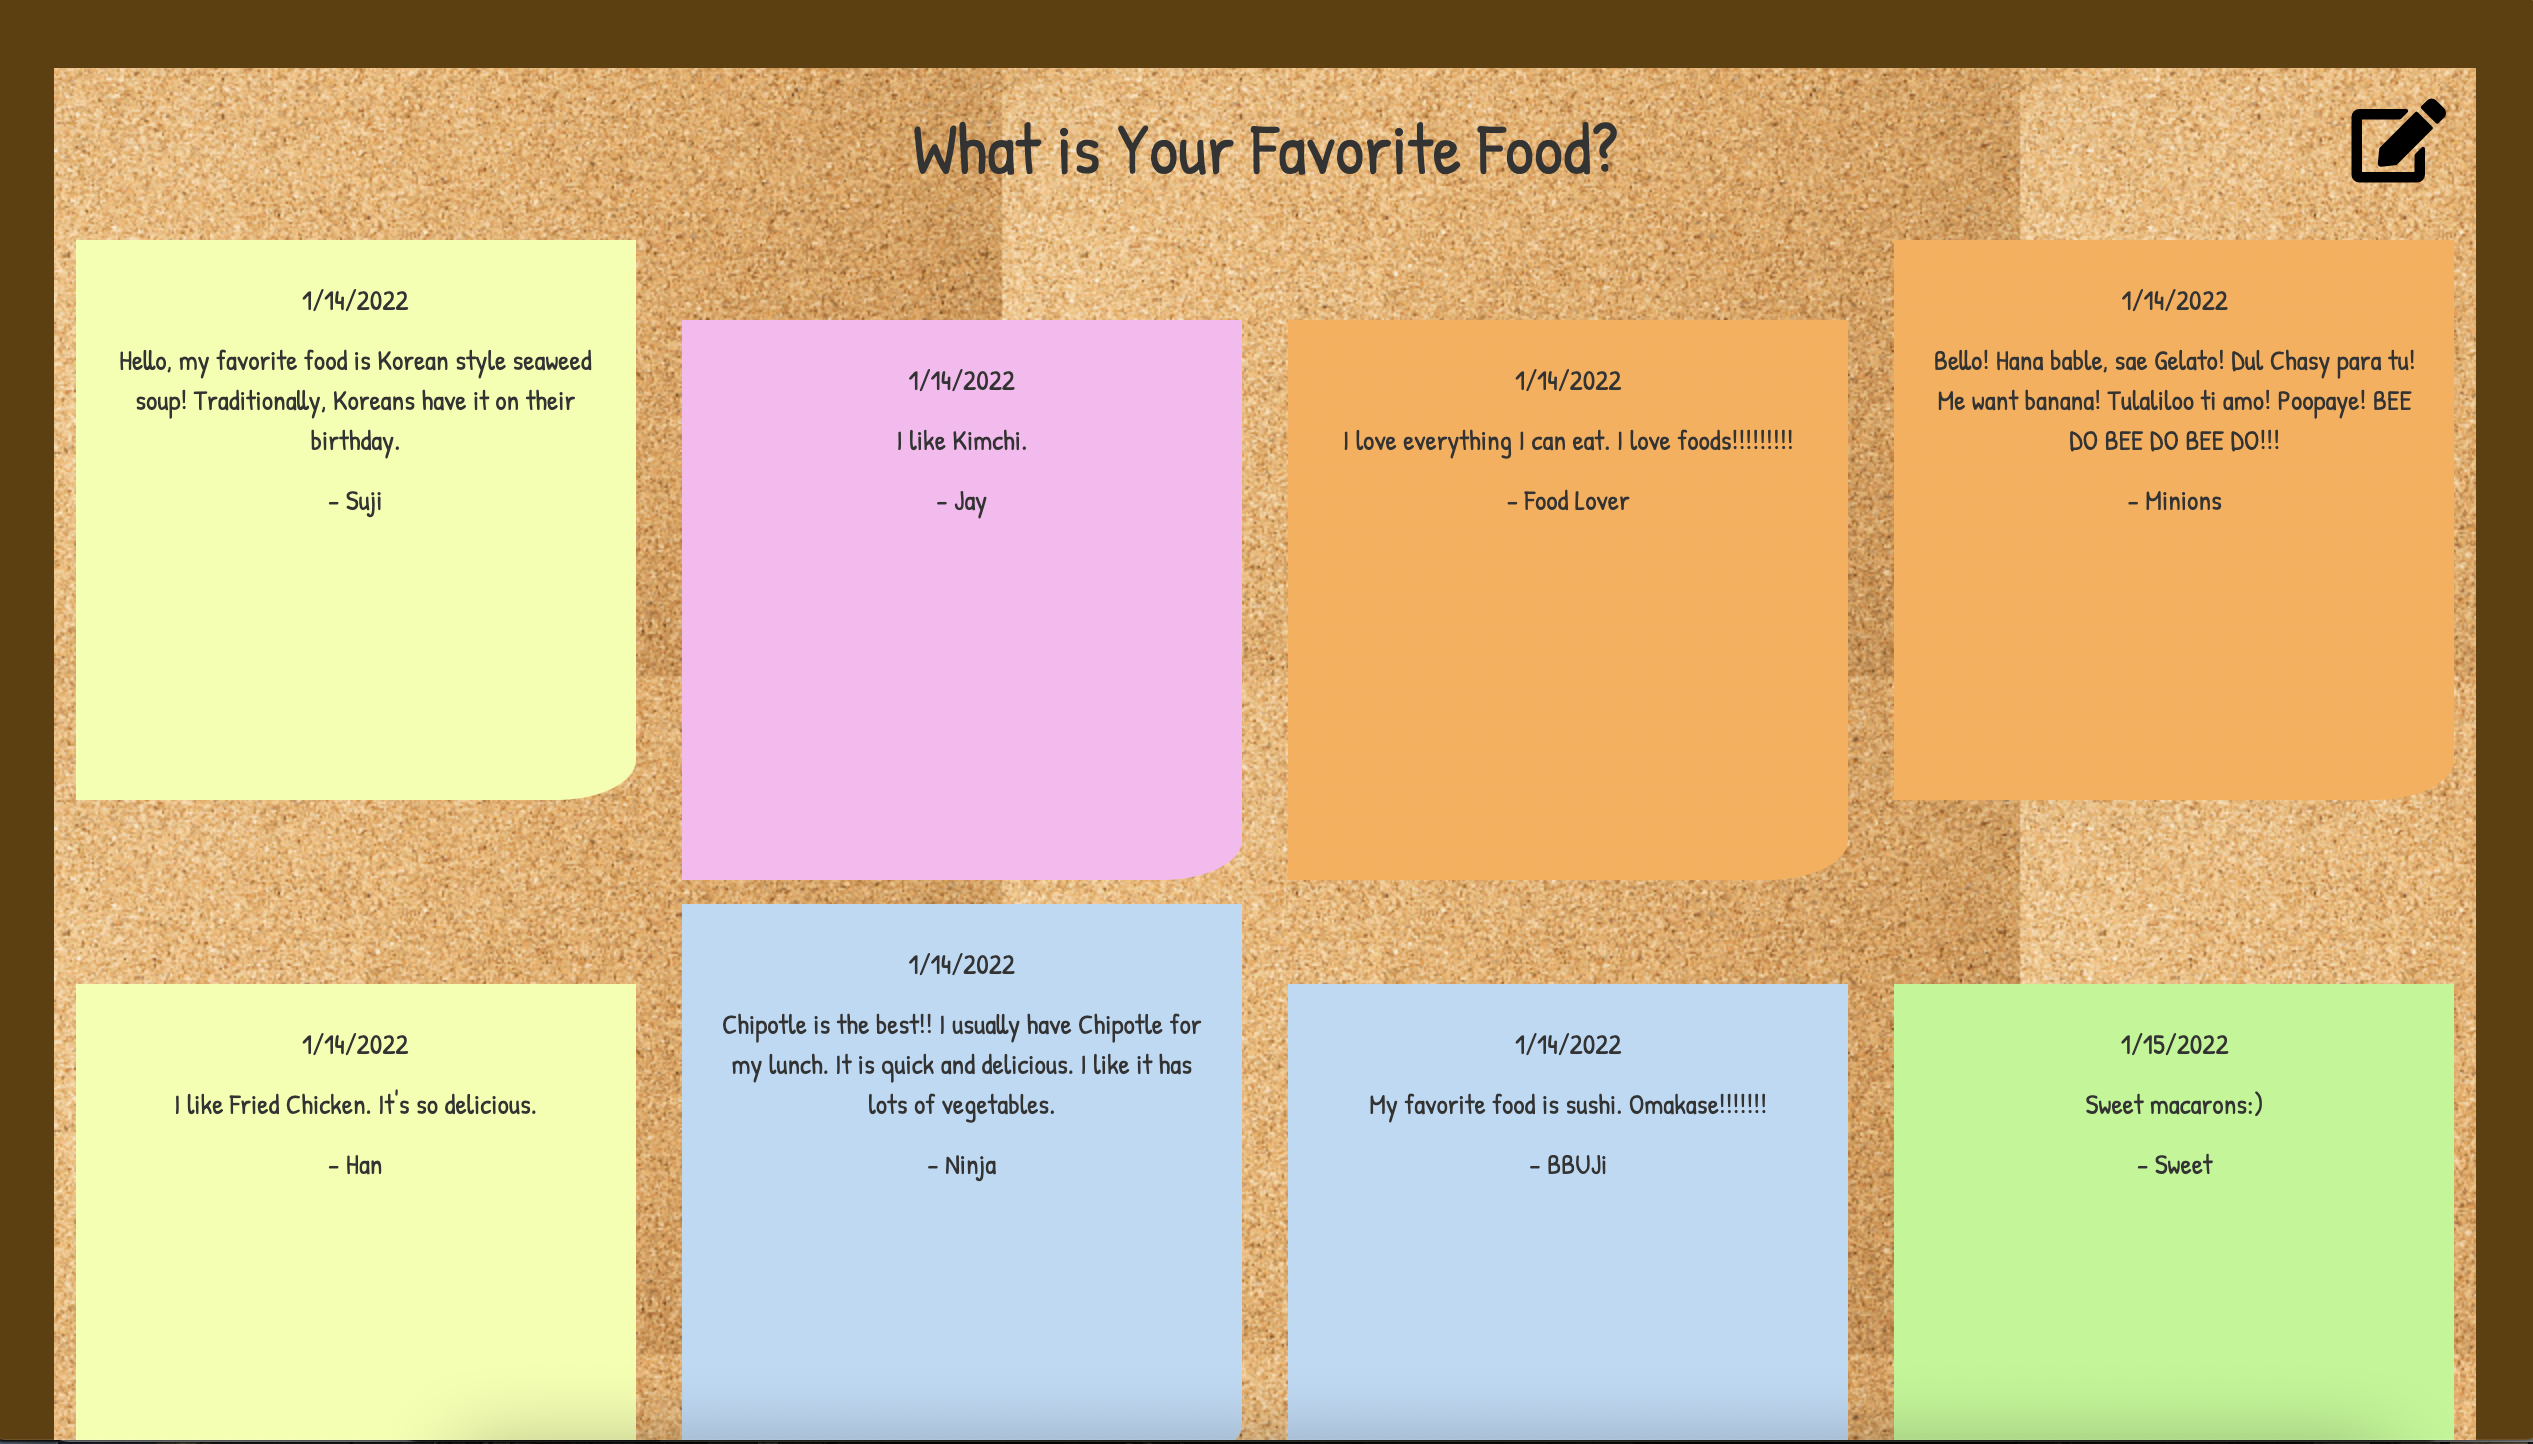 What is Your Favorite Food?
1/14/2022
Hello, my favorite food is Korean style seaweed
soup! Traditionally, Koreans have it on their
birthday.
- Suji
1/14/2022
I like Kimchi.
- Jay
1/14/2022
I love everything I can eat. I love foods!!!!!!!!!
- Food Lover
1/14/2022
Bello! Hana bable, sae Gelato! Dul Chasy para tu!
Me want banana! Tulaliloo ti amo! Poopaye! BEE
DO BEE DO BEE DO!!!
- Minions
1/14/2022
I like Fried Chicken. It's so delicious.
- Han
1/14/2022
Chipotle is the best!! I usually have Chipotle for
my lunch. It is quick and delicious. I like it has
lots of vegetables.
- Ninja
1/14/2022
My favorite food is sushi. Omakase!!!!!!!
- BBUJi
1/15/2022
Sweet macarons:)
- Sweet